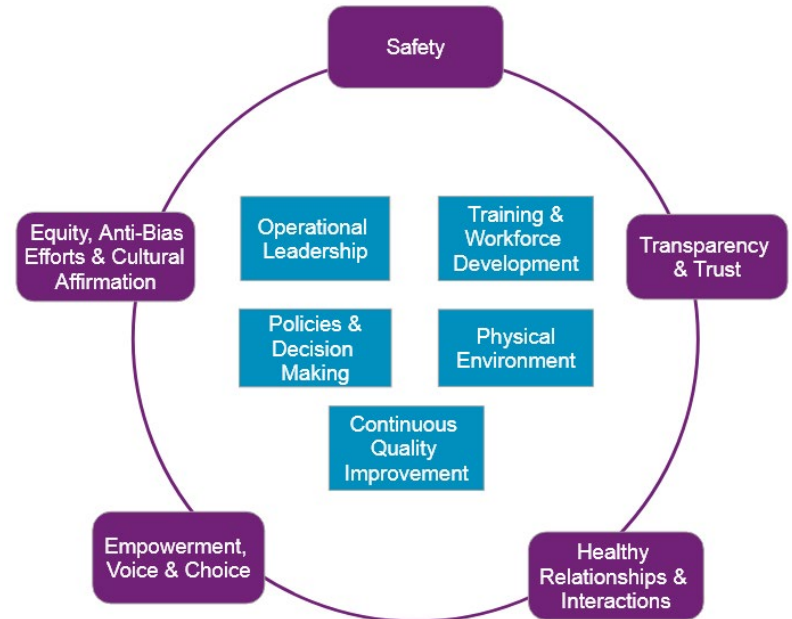 Safety
Equity, Anti-Bias
Efforts & Cultural
Affirmation
Operational
Leadership
Training &
Workforce
Development
Transparency
& Trust
Policies &
Decision
Making
Physical
Environment
Continuous
Quality
Improvement
Empowerment,
Voice & Choice
Healthy
Relationships &
Interactions